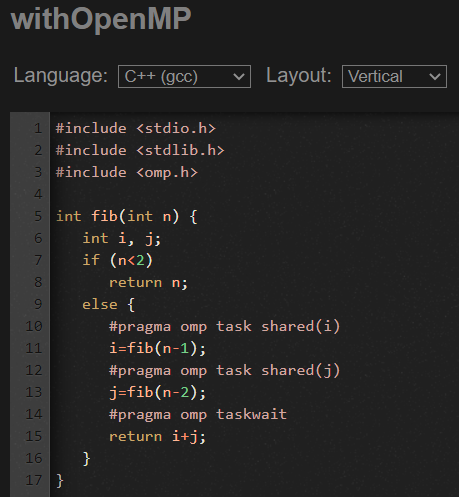 withOpenMP
Language: C++ (gcc) Layout: Vertical
1 #include <stdio.h>
2 #include <stdlib.h>
3 #include <omp.h>
4
5 int fib(int n) {
6    int i, j;
7    if (n<2)
8       return n;
9    else {
10       #pragma omp task shared(i)
11       i=fib(n-1);
12       #pragma omp task shared(j)
13       j=fib(n-2);
14       #pragma omp taskwait
15       return i+j;
16    }
17 }